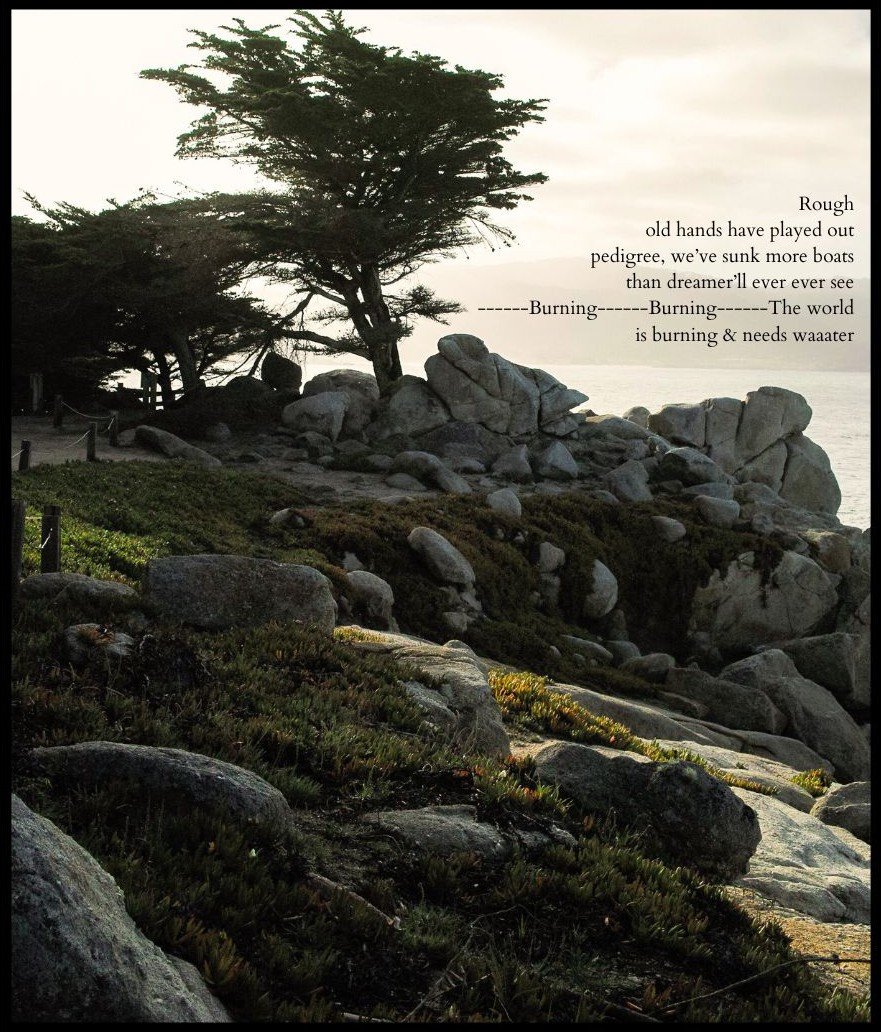 Rough
old hands have played out
pedigree, we’ve sunk more boats
than dreamer’ll ever ever see
------Burning------Burning------The world
is burning & needs waaater